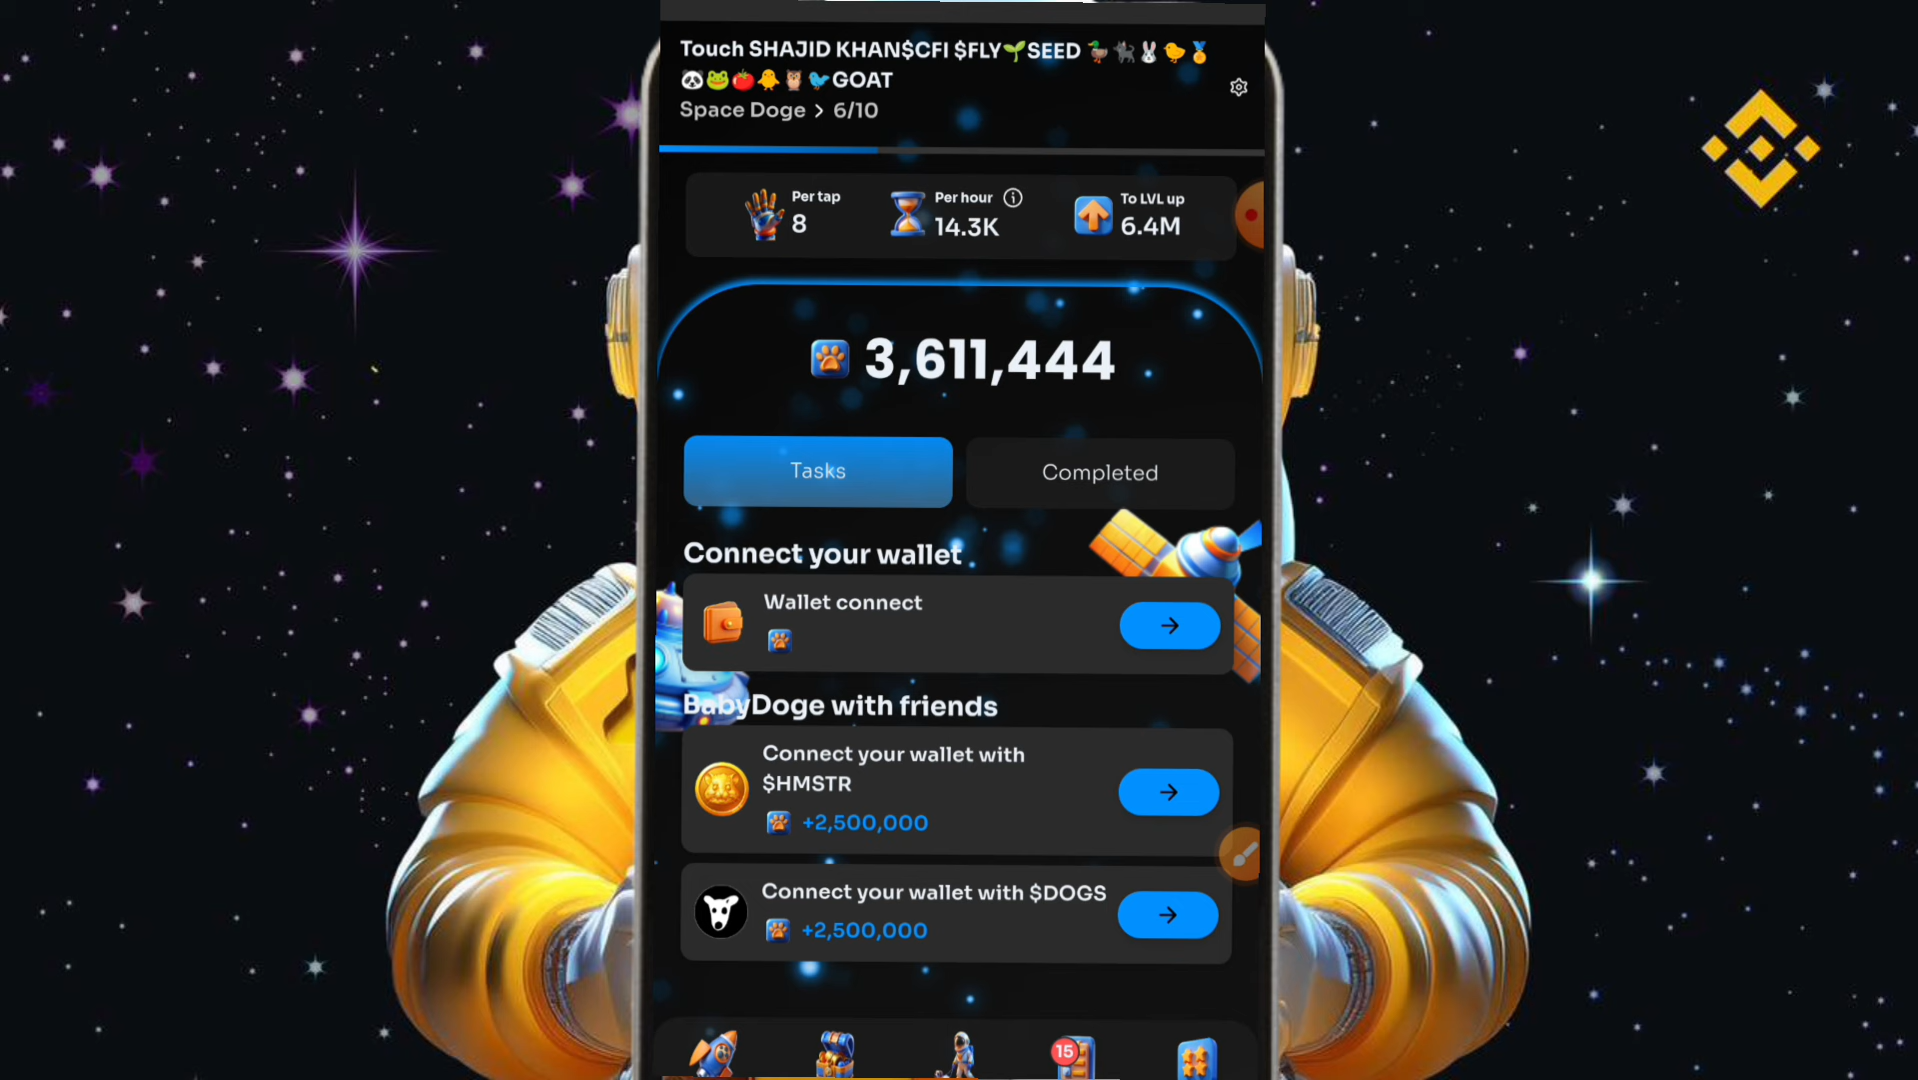 Touch SHAJID KHAN$CFI $FLY🌱SEED 🦆🐈‍⬛🐰🐤🏅
🐼🐸🍅🐥🦉🐦GOAT
Space Doge > 6/10
Per tap
8
Per hour
14.3K
To LVL up
6.4M
3,611,444
Tasks
Completed
Connect your wallet
Wallet connect
BabyDoge with friends
Connect your wallet with
$HMSTR
+2,500,000
Connect your wallet with $DOGS
+2,500,000
15